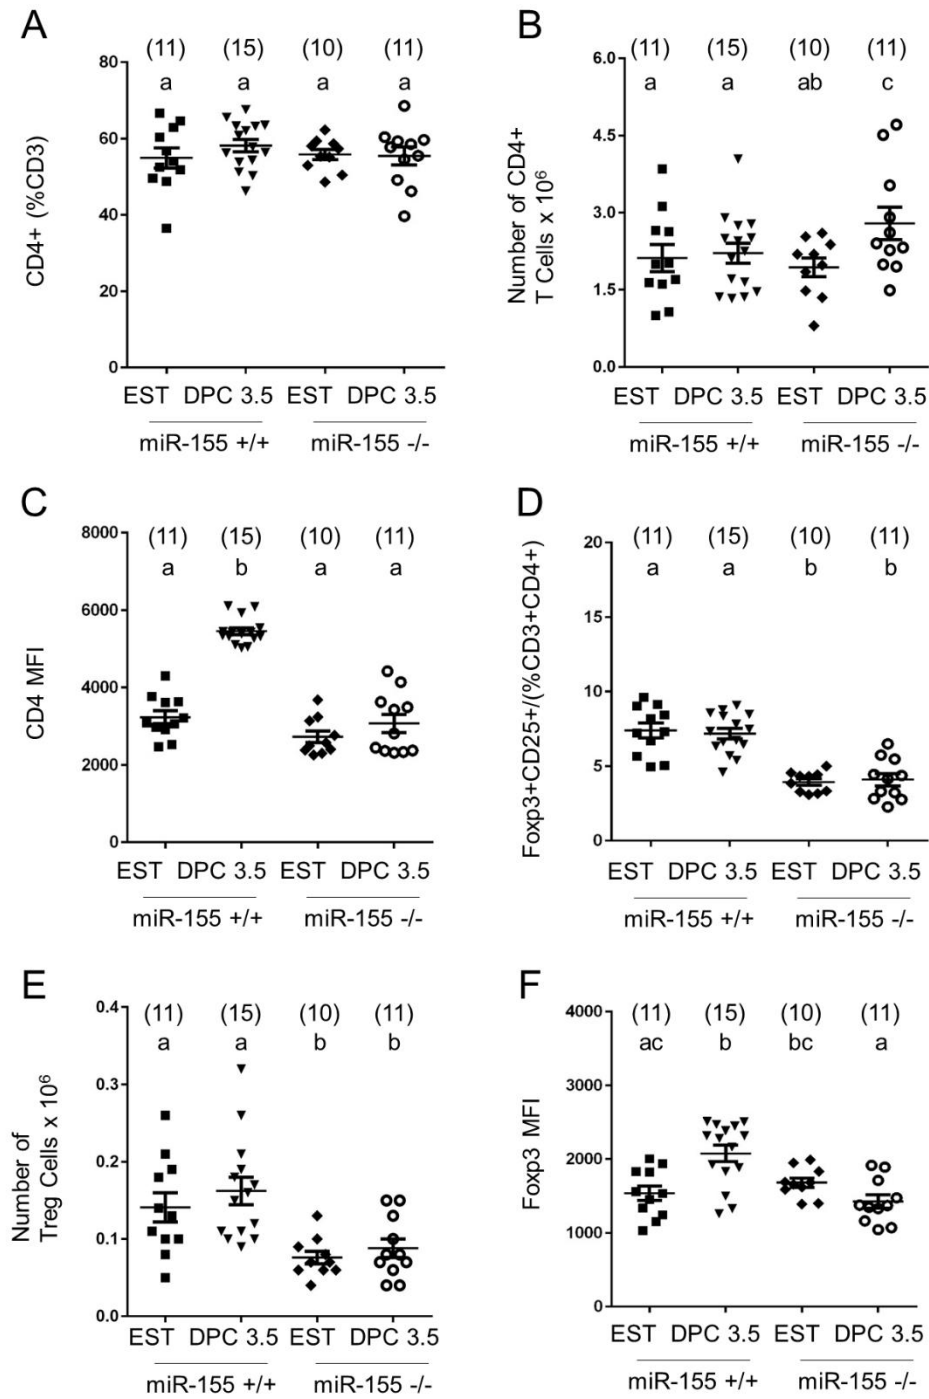 A
(11) (15) (10) (11)
a a a a
80
60
40
20
0
CD4+ (%CD3)
EST DPC 3.5 EST DPC 3.5
miR-155 +/+ miR-155 -/-
B
(11) (15) (10) (11)
a a ab c
6.0
4.5
3.0
1.5
0.0
Number of CD4+
T Cells x 10⁶
EST DPC 3.5 EST DPC 3.5
miR-155 +/+ miR-155 -/-
C
(11) (15) (10) (11)
a b a a
8000
6000
4000
2000
0
CD4 MFI
EST DPC 3.5 EST DPC 3.5
miR-155 +/+ miR-155 -/-
D
(11) (15) (10) (11)
a a b b
20
15
10
5
0
Foxp3+CD25+/(%CD3+CD4+)
EST DPC 3.5 EST DPC 3.5
miR-155 +/+ miR-155 -/-
E
(11) (15) (10) (11)
a a b b
0.4
0.3
0.2
0.1
0.0
Number of
Treg Cells x 10⁶
EST DPC 3.5 EST DPC 3.5
miR-155 +/+ miR-155 -/-
F
(11) (15) (10) (11)
ac b bc a
4000
3000
2000
1000
0
Foxp3 MFI
EST DPC 3.5 EST DPC 3.5
miR-155 +/+ miR-155 -/-